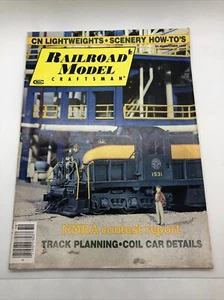 CN LIGHTWEIGHTS • SCENERY HOW-TO'S
RAILROAD
MODEL
CRAFTSMAN
1531
NMRA contest report
TRACK PLANNING • COIL CAR DETAILS